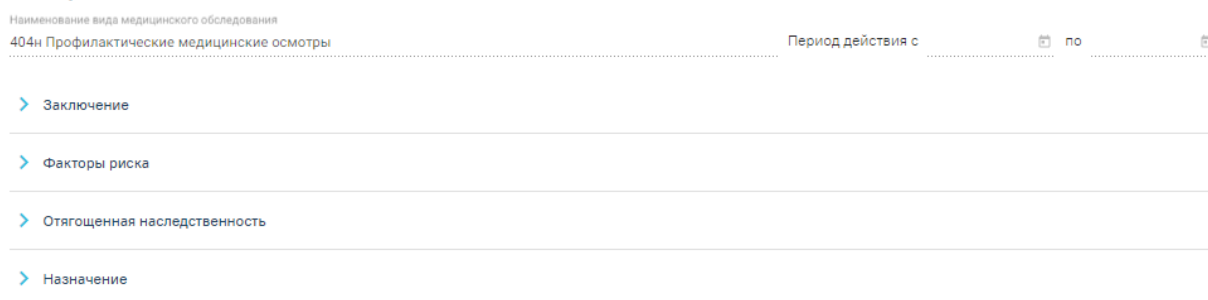 Наименование вида медицинского обследования
404н Профилактические медицинские осмотры Период действия с по
Заключение
Факторы риска
Отягощенная наследственность
Назначение